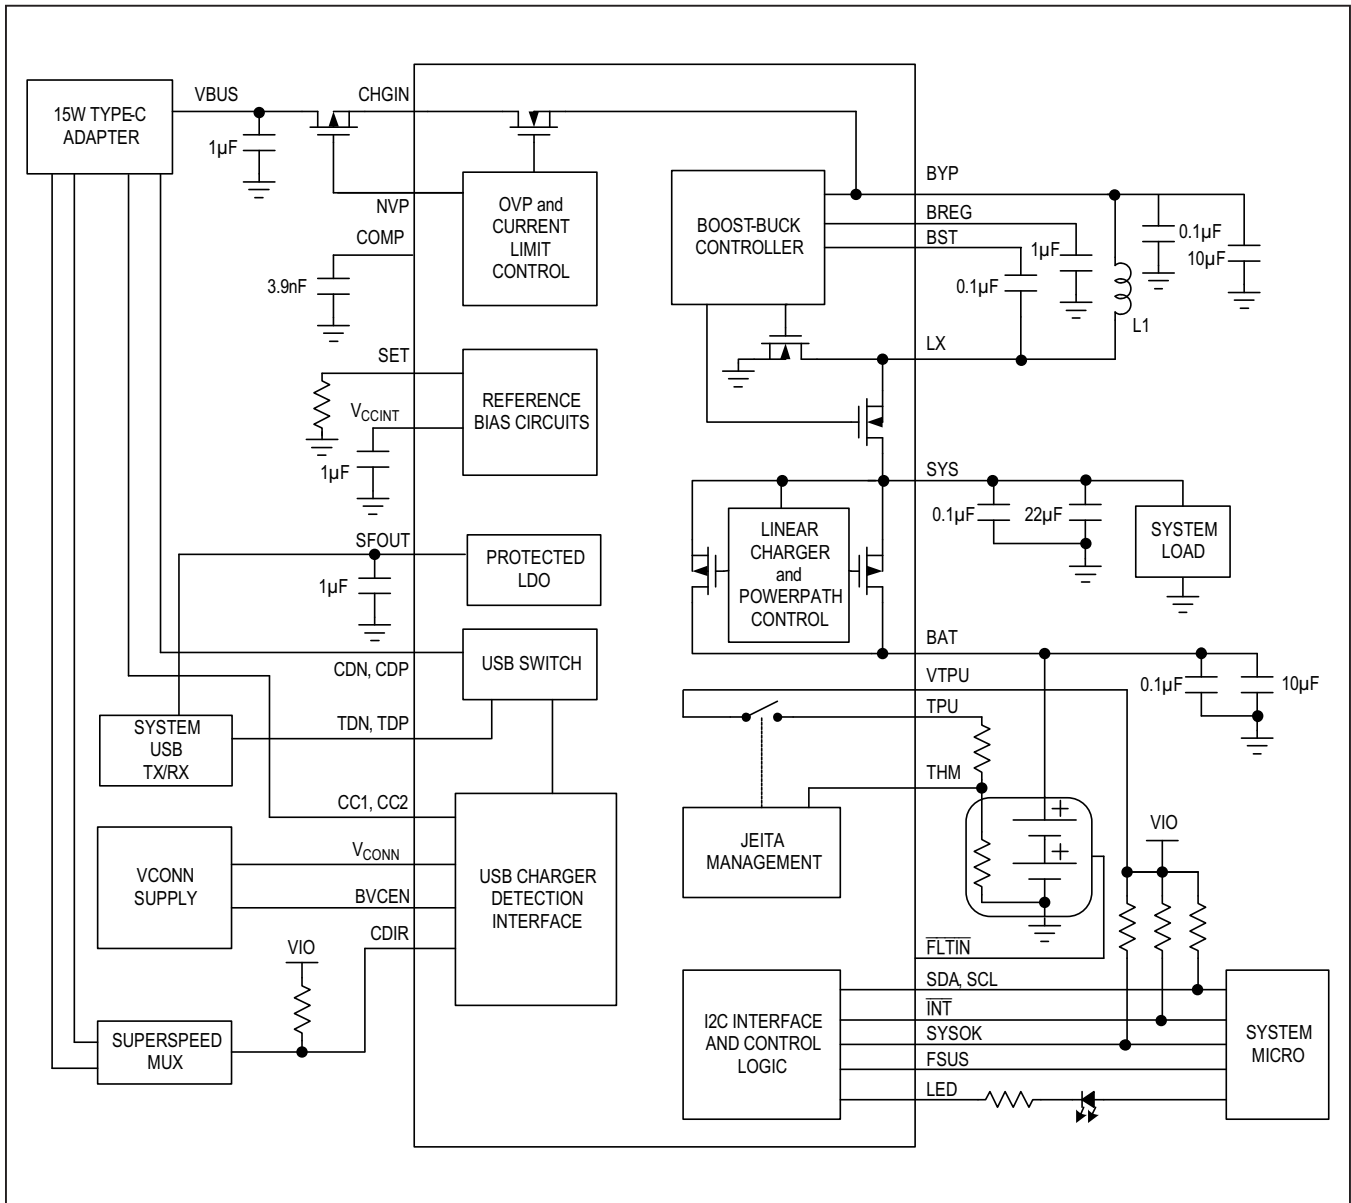 15W TYPE-C
ADAPTER
VBUS
1µF
CHGIN
NVP
COMP
3.9nF
OVP and
CURRENT
LIMIT
CONTROL
BOOST-BUCK
CONTROLLER
BYP
BREG
BST
1µF
0.1µF
0.1µF
10µF
L1
LX
SET
VCCINT
1µF
REFERENCE
BIAS CIRCUITS
SYS
0.1µF
22µF
SYSTEM
LOAD
LINEAR
CHARGER
and
POWERPATH
CONTROL
SFOUT
1µF
PROTECTED
LDO
BAT
0.1µF
10µF
USB SWITCH
CDN, CDP
TDN, TDP
SYSTEM
USB
TX/RX
VTPU
TPU
THM
JEITA
MANAGEMENT
+
+
VIO
CC1, CC2
VCONN
BVCEN
CDIR
VCONN
SUPPLY
USB CHARGER
DETECTION
INTERFACE
VIO
SUPERSPEED
MUX
FLTIN
SDA, SCL
INT
SYSOK
FSUS
LED
I2C INTERFACE
AND CONTROL
LOGIC
SYSTEM
MICRO